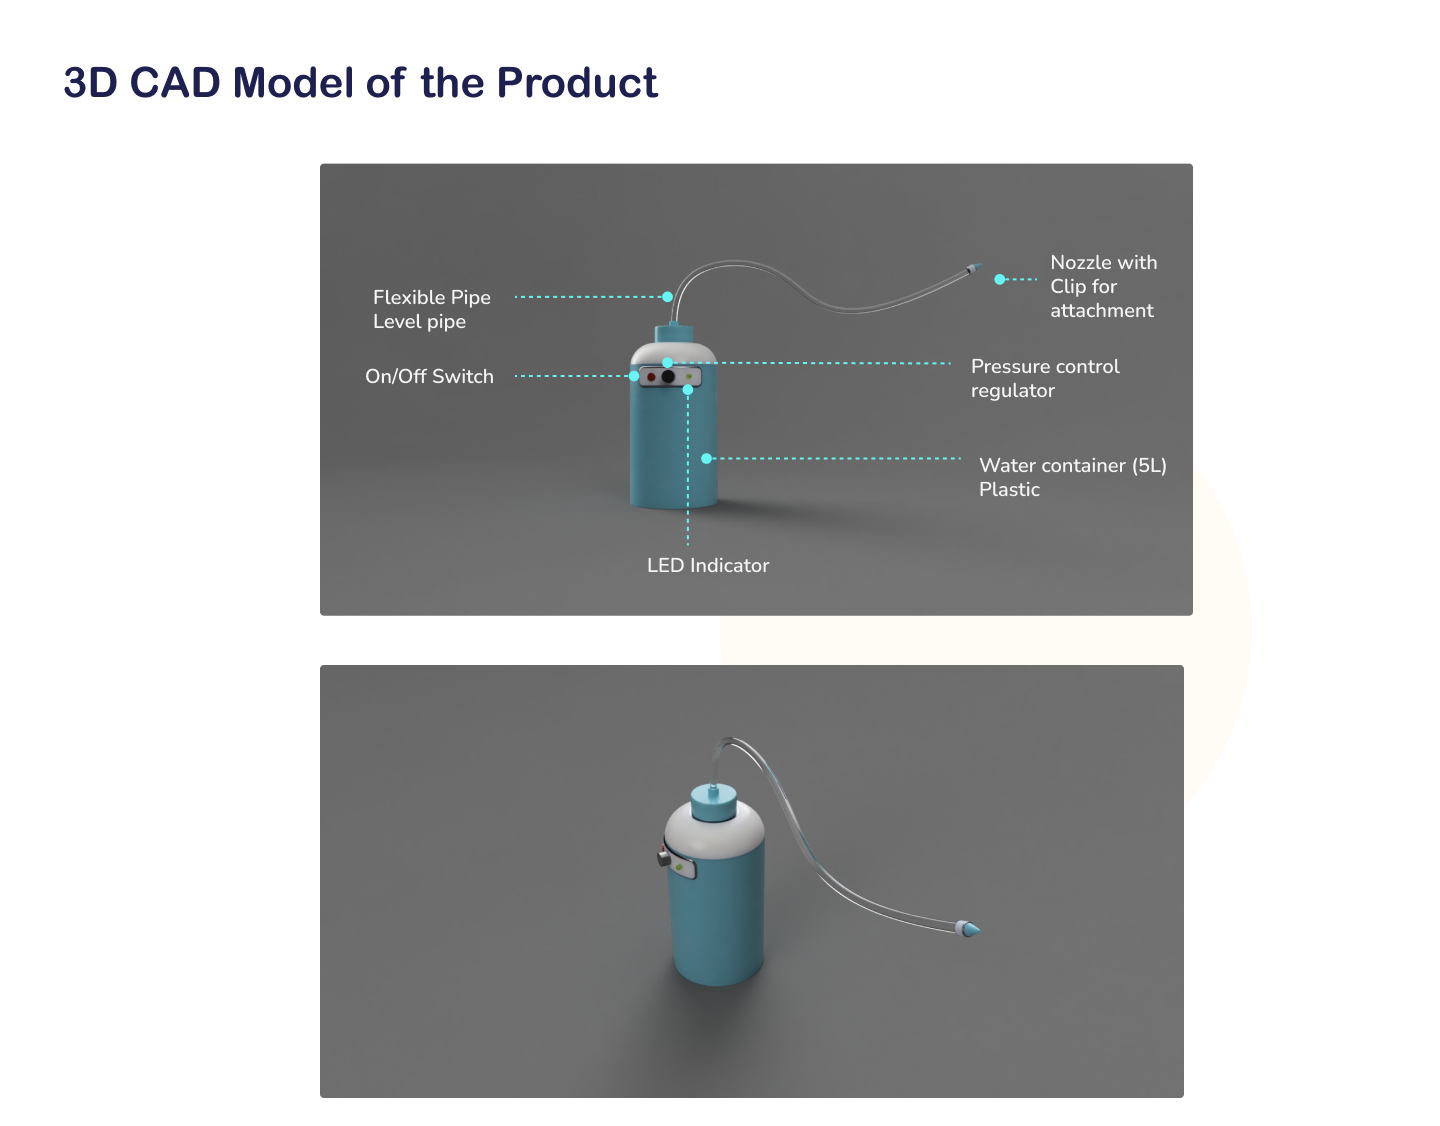 3D CAD Model of the Product
Flexible Pipe
Level pipe
Nozzle with
Clip for
attachment
On/Off Switch
Pressure control
regulator
Water container (5L)
Plastic
LED Indicator